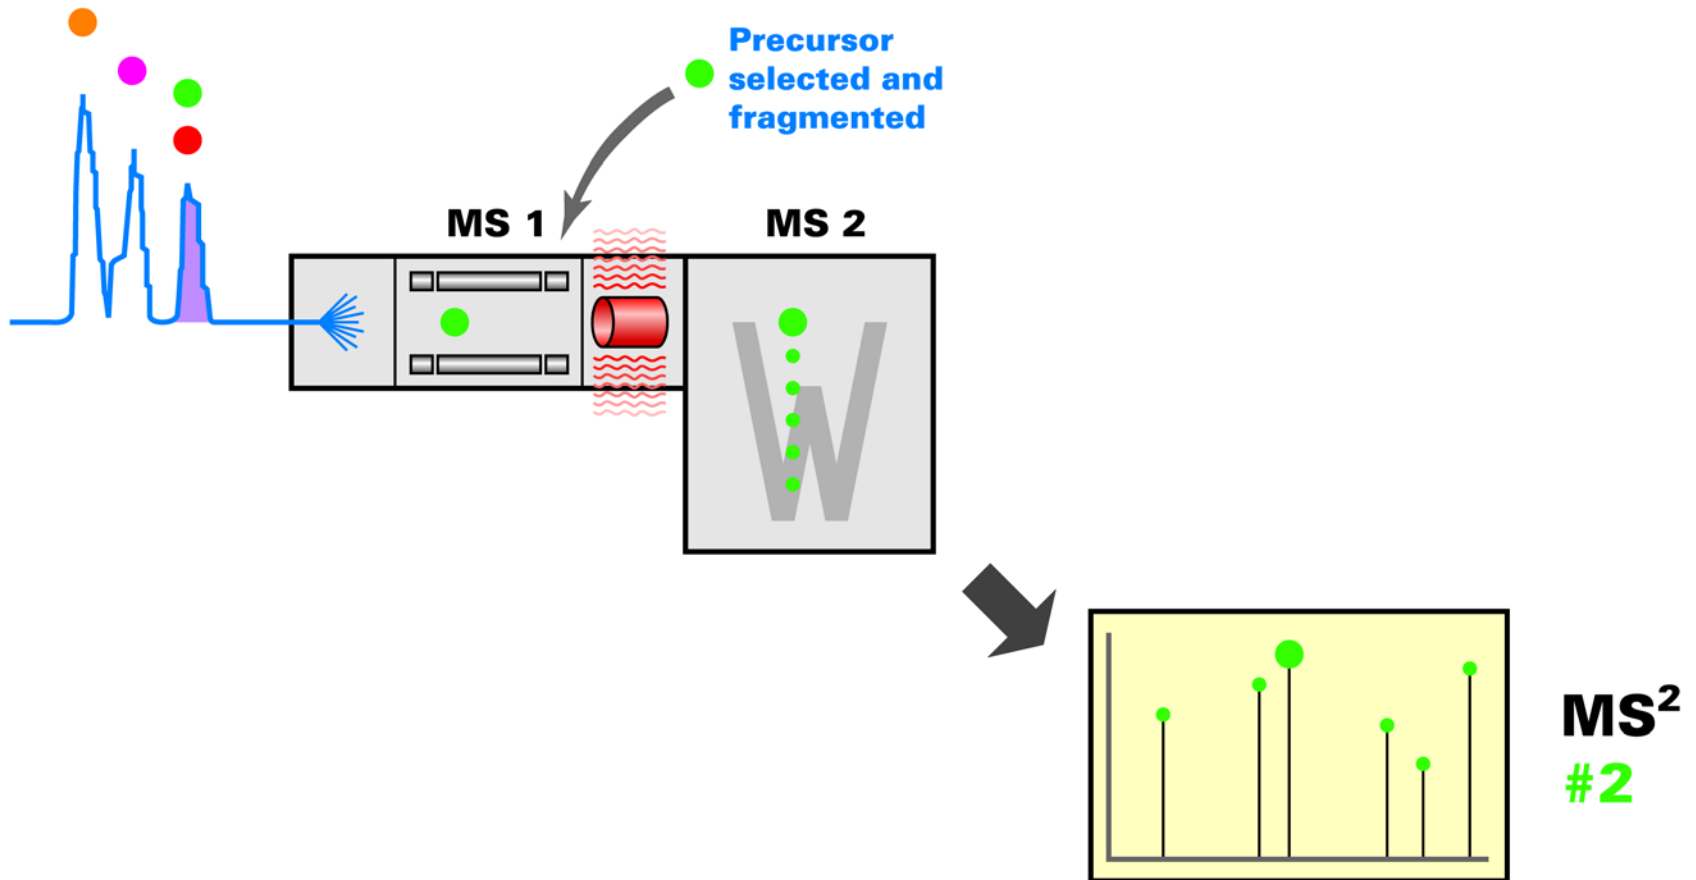 Precursor
selected and
fragmented
MS 1
MS 2
W
MS²
#2